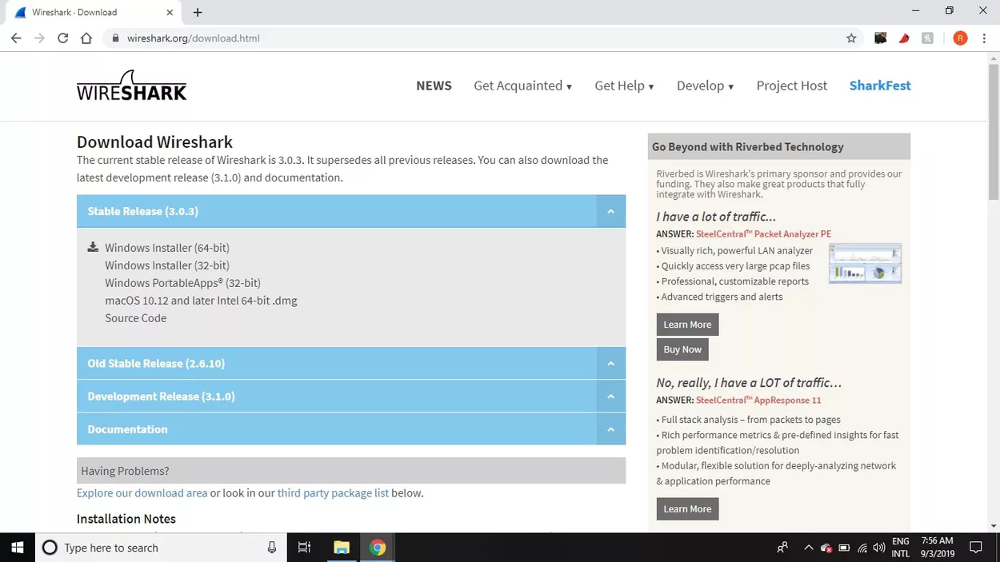 Wireshark · Download
wireshark.org/download.html
R
WIRESHARK
NEWS
Get Acquainted ▾
Get Help ▾
Develop ▾
Project Host
SharkFest
Download Wireshark
The current stable release of Wireshark is 3.0.3. It supersedes all previous releases. You can also download the
latest development release (3.1.0) and documentation.
Stable Release (3.0.3)
Windows Installer (64-bit)
Windows Installer (32-bit)
Windows PortableApps® (32-bit)
macOS 10.12 and later Intel 64-bit .dmg
Source Code
Old Stable Release (2.6.10)
Development Release (3.1.0)
Documentation
Having Problems?
Explore our download area or look in our third party package list below.
Installation Notes
Go Beyond with Riverbed Technology
Riverbed is Wireshark's primary sponsor and provides our
funding. They also make great products that fully
integrate with Wireshark.
I have a lot of traffic...
ANSWER: SteelCentral™ Packet Analyzer PE
• Visually rich, powerful LAN analyzer
• Quickly access very large pcap files
• Professional, customizable reports
• Advanced triggers and alerts
Learn More
Buy Now
No, really, I have a LOT of traffic…
ANSWER: SteelCentral™ AppResponse 11
• Full stack analysis – from packets to pages
• Rich performance metrics & pre-defined insights for fast
problem identification/resolution
• Modular, flexible solution for deeply-analyzing network
& application performance
Learn More
Type here to search
ENG
INTL
7:56 AM
9/3/2019